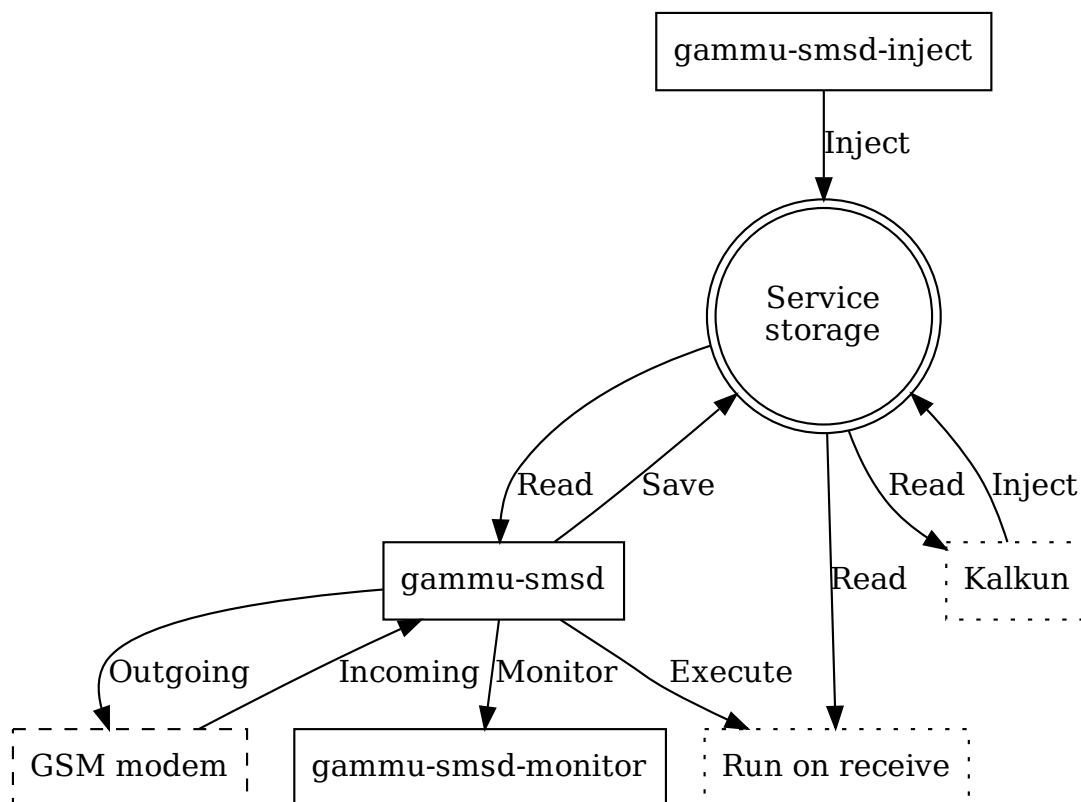 gammu-smsd-inject
Inject
Service
storage
Read
Save
Read
Inject
gammu-smsd
Read
Kalkun
Outgoing
Incoming
Monitor
Execute
GSM modem
gammu-smsd-monitor
Run on receive